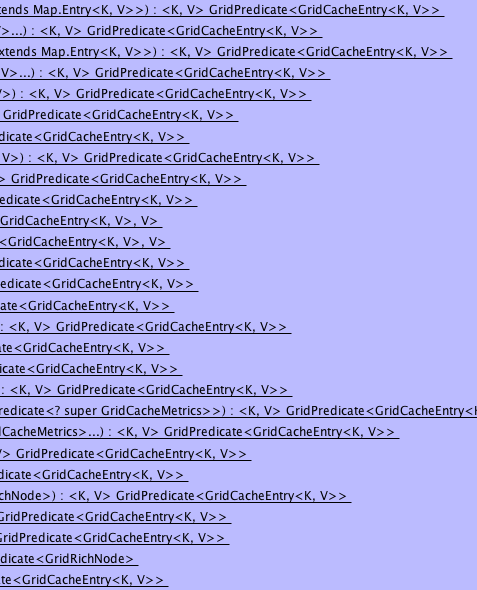 tends Map.Entry<K, V>>) : <K, V> GridPredicate<GridCacheEntry<K, V>>
>...) : <K, V> GridPredicate<GridCacheEntry<K, V>>
xtends Map.Entry<K, V>>) : <K, V> GridPredicate<GridCacheEntry<K, V>>
V>...) : <K, V> GridPredicate<GridCacheEntry<K, V>>
V>) : <K, V> GridPredicate<GridCacheEntry<K, V>>
GridPredicate<GridCacheEntry<K, V>>
dicate<GridCacheEntry<K, V>>
V>) : <K, V> GridPredicate<GridCacheEntry<K, V>>
> GridPredicate<GridCacheEntry<K, V>>
edicate<GridCacheEntry<K, V>>
GridCacheEntry<K, V>, V>
<GridCacheEntry<K, V>, V>
dicate<GridCacheEntry<K, V>>
edicate<GridCacheEntry<K, V>>
ate<GridCacheEntry<K, V>>
: <K, V> GridPredicate<GridCacheEntry<K, V>>
te<GridCacheEntry<K, V>>
icate<GridCacheEntry<K, V>>
: <K, V> GridPredicate<GridCacheEntry<K, V>>
redicate<? super GridCacheMetrics>>) : <K, V> GridPredicate<GridCacheEntry<K
dCacheMetrics>...) : <K, V> GridPredicate<GridCacheEntry<K, V>>
V> GridPredicate<GridCacheEntry<K, V>>
dicate<GridCacheEntry<K, V>>
chNode>) : <K, V> GridPredicate<GridCacheEntry<K, V>>
GridPredicate<GridCacheEntry<K, V>>
GridPredicate<GridCacheEntry<K, V>>
dicate<GridRichNode>
te<GridCacheEntry<K, V>>